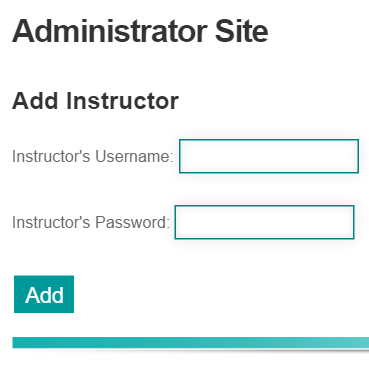 Administrator Site
Add Instructor
Instructor's Username:
Instructor's Password:
Add